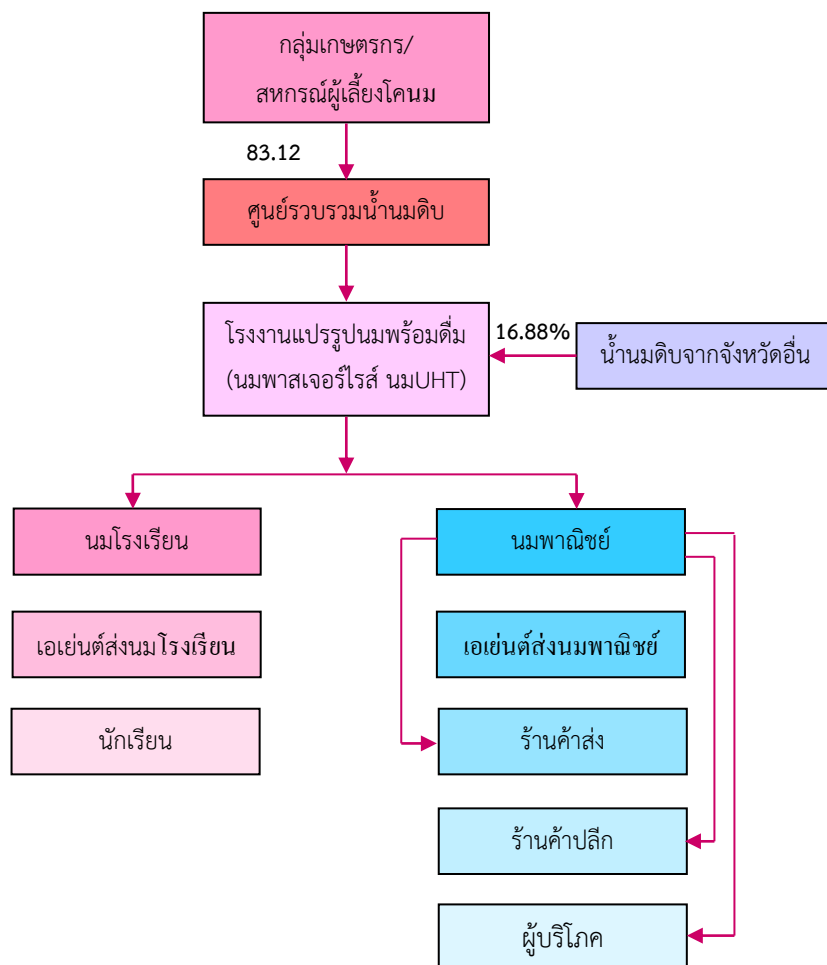 กลุ่มเกษตรกร/
สหกรณ์ผู้เลี้ยงโคนม
83.12
ศูนย์รวบรวมน้ำนมดิบ
โรงงานแปรรูปนมพร้อมดื่ม
(นมพาสเจอร์ไรส์ นมUHT)
16.88%
น้ำนมดิบจากจังหวัดอื่น
นมโรงเรียน
นมพาณิชย์
เอเย่นต์ส่งนมโรงเรียน
เอเย่นต์ส่งนมพาณิชย์
นักเรียน
ร้านค้าส่ง
ร้านค้าปลีก
ผู้บริโภค